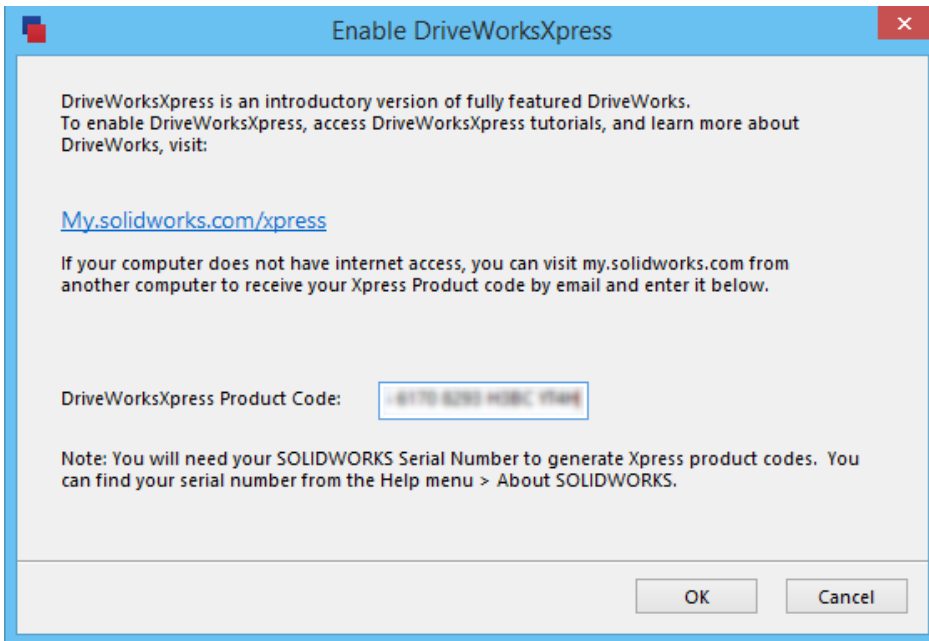 Enable DriveWorksXpress
DriveWorksXpress is an introductory version of fully featured DriveWorks.
To enable DriveWorksXpress, access DriveWorksXpress tutorials, and learn more about
DriveWorks, visit:
My.solidworks.com/xpress
If your computer does not have internet access, you can visit my.solidworks.com from
another computer to receive your Xpress Product code by email and enter it below.
DriveWorksXpress Product Code:
Note: You will need your SOLIDWORKS Serial Number to generate Xpress product codes. You
can find your serial number from the Help menu > About SOLIDWORKS.
OK Cancel